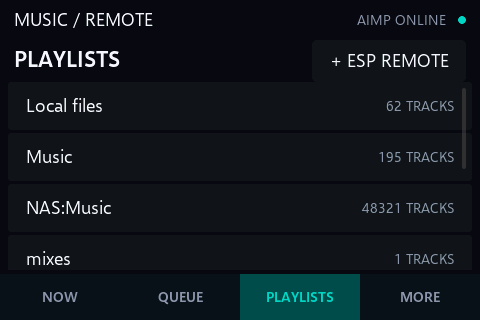 MUSIC / REMOTE
AIMP ONLINE
PLAYLISTS
+ ESP REMOTE
Local files
62 TRACKS
Music
195 TRACKS
NAS:Music
48321 TRACKS
mixes
1 TRACKS
NOW
QUEUE
PLAYLISTS
MORE